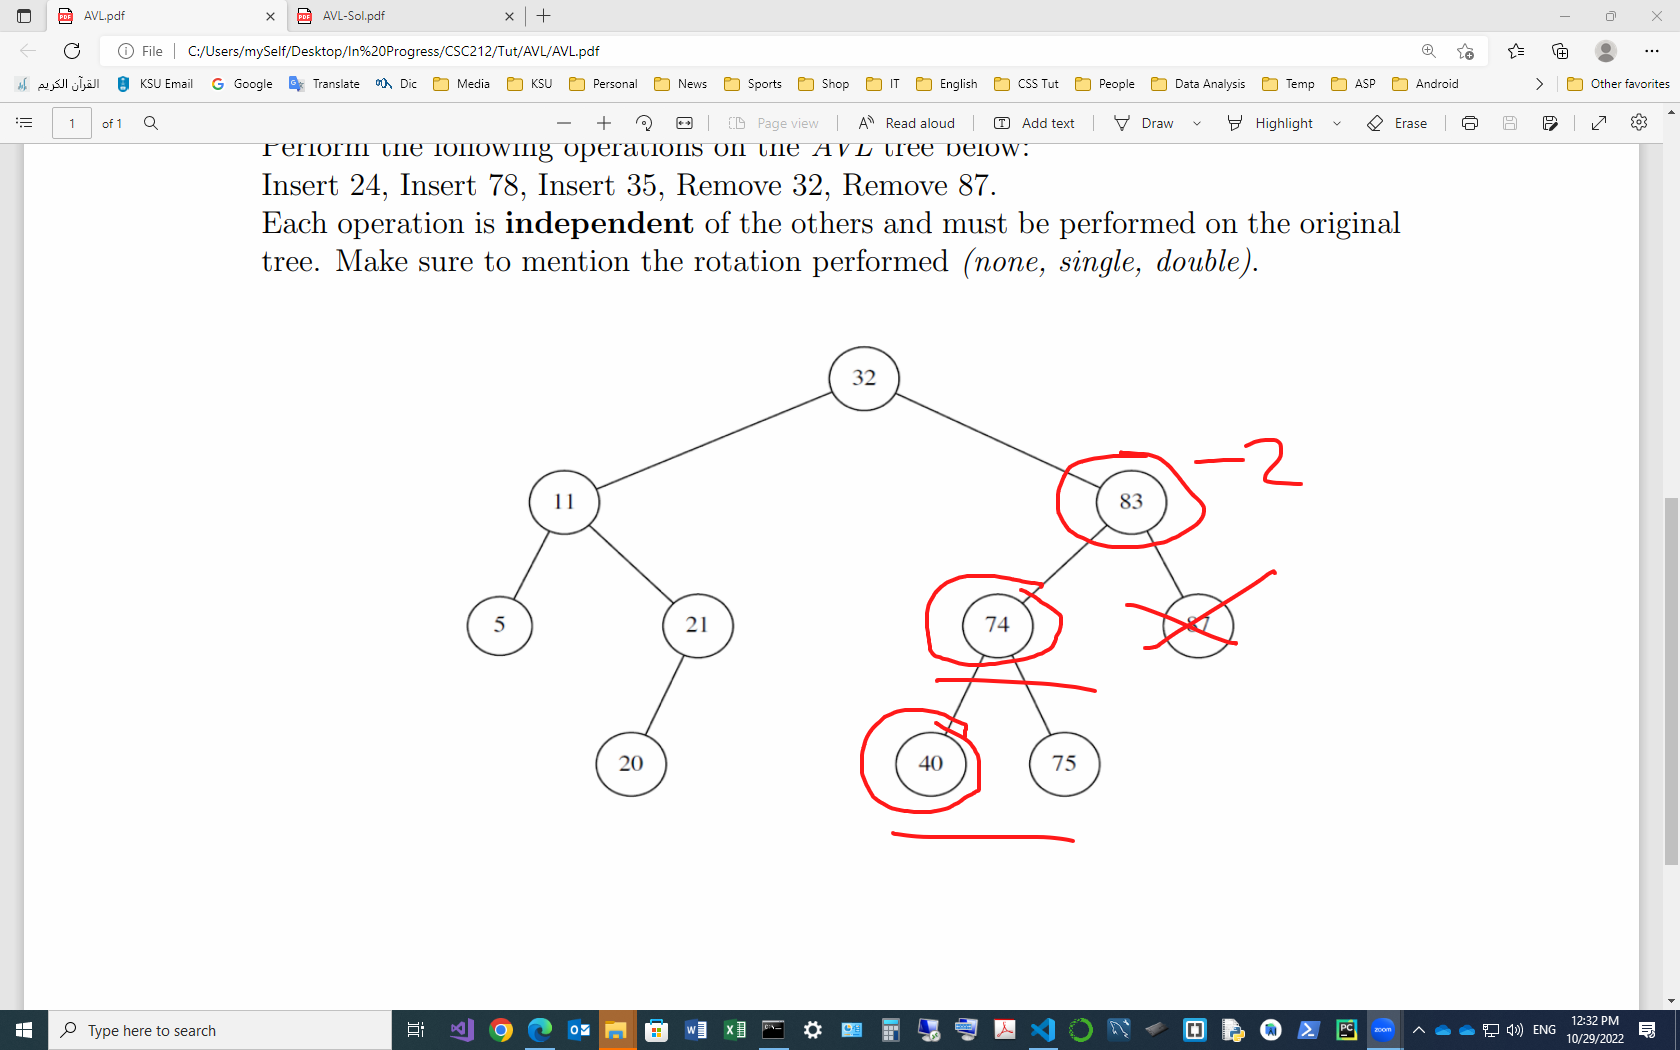 AVL.pdf
AVL-Sol.pdf
File C:/Users/mySelf/Desktop/In%20Progress/CSC212/Tut/AVL/AVL.pdf
القرآن الكريم KSU Email Google Translate Dic Media KSU Personal News Sports Shop IT English CSS Tut People Data Analysis Temp ASP Android Other favorites
1 of 1 Page view Read aloud Add text Draw Highlight Erase
Perform the following operations on the AVL tree below:
Insert 24, Insert 78, Insert 35, Remove 32, Remove 87.
Each operation is independent of the others and must be performed on the original
tree. Make sure to mention the rotation performed (none, single, double).
32
-2
11 83
5 21 74 87
20 40 75
Type here to search
ENG
12:32 PM
10/29/2022